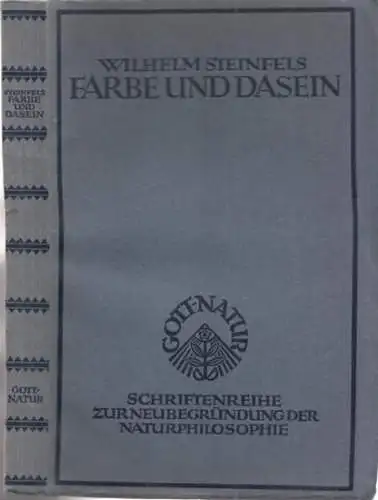 STEINFELS
FARBE
UND
DASEIN
GOTT-
NATUR
WILHELM STEINFELS
FARBE UND DASEIN
GOTT-NATUR
SCHRIFTENREIHE
ZUR NEUBEGRÜNDUNG DER
NATURPHILOSOPHIE